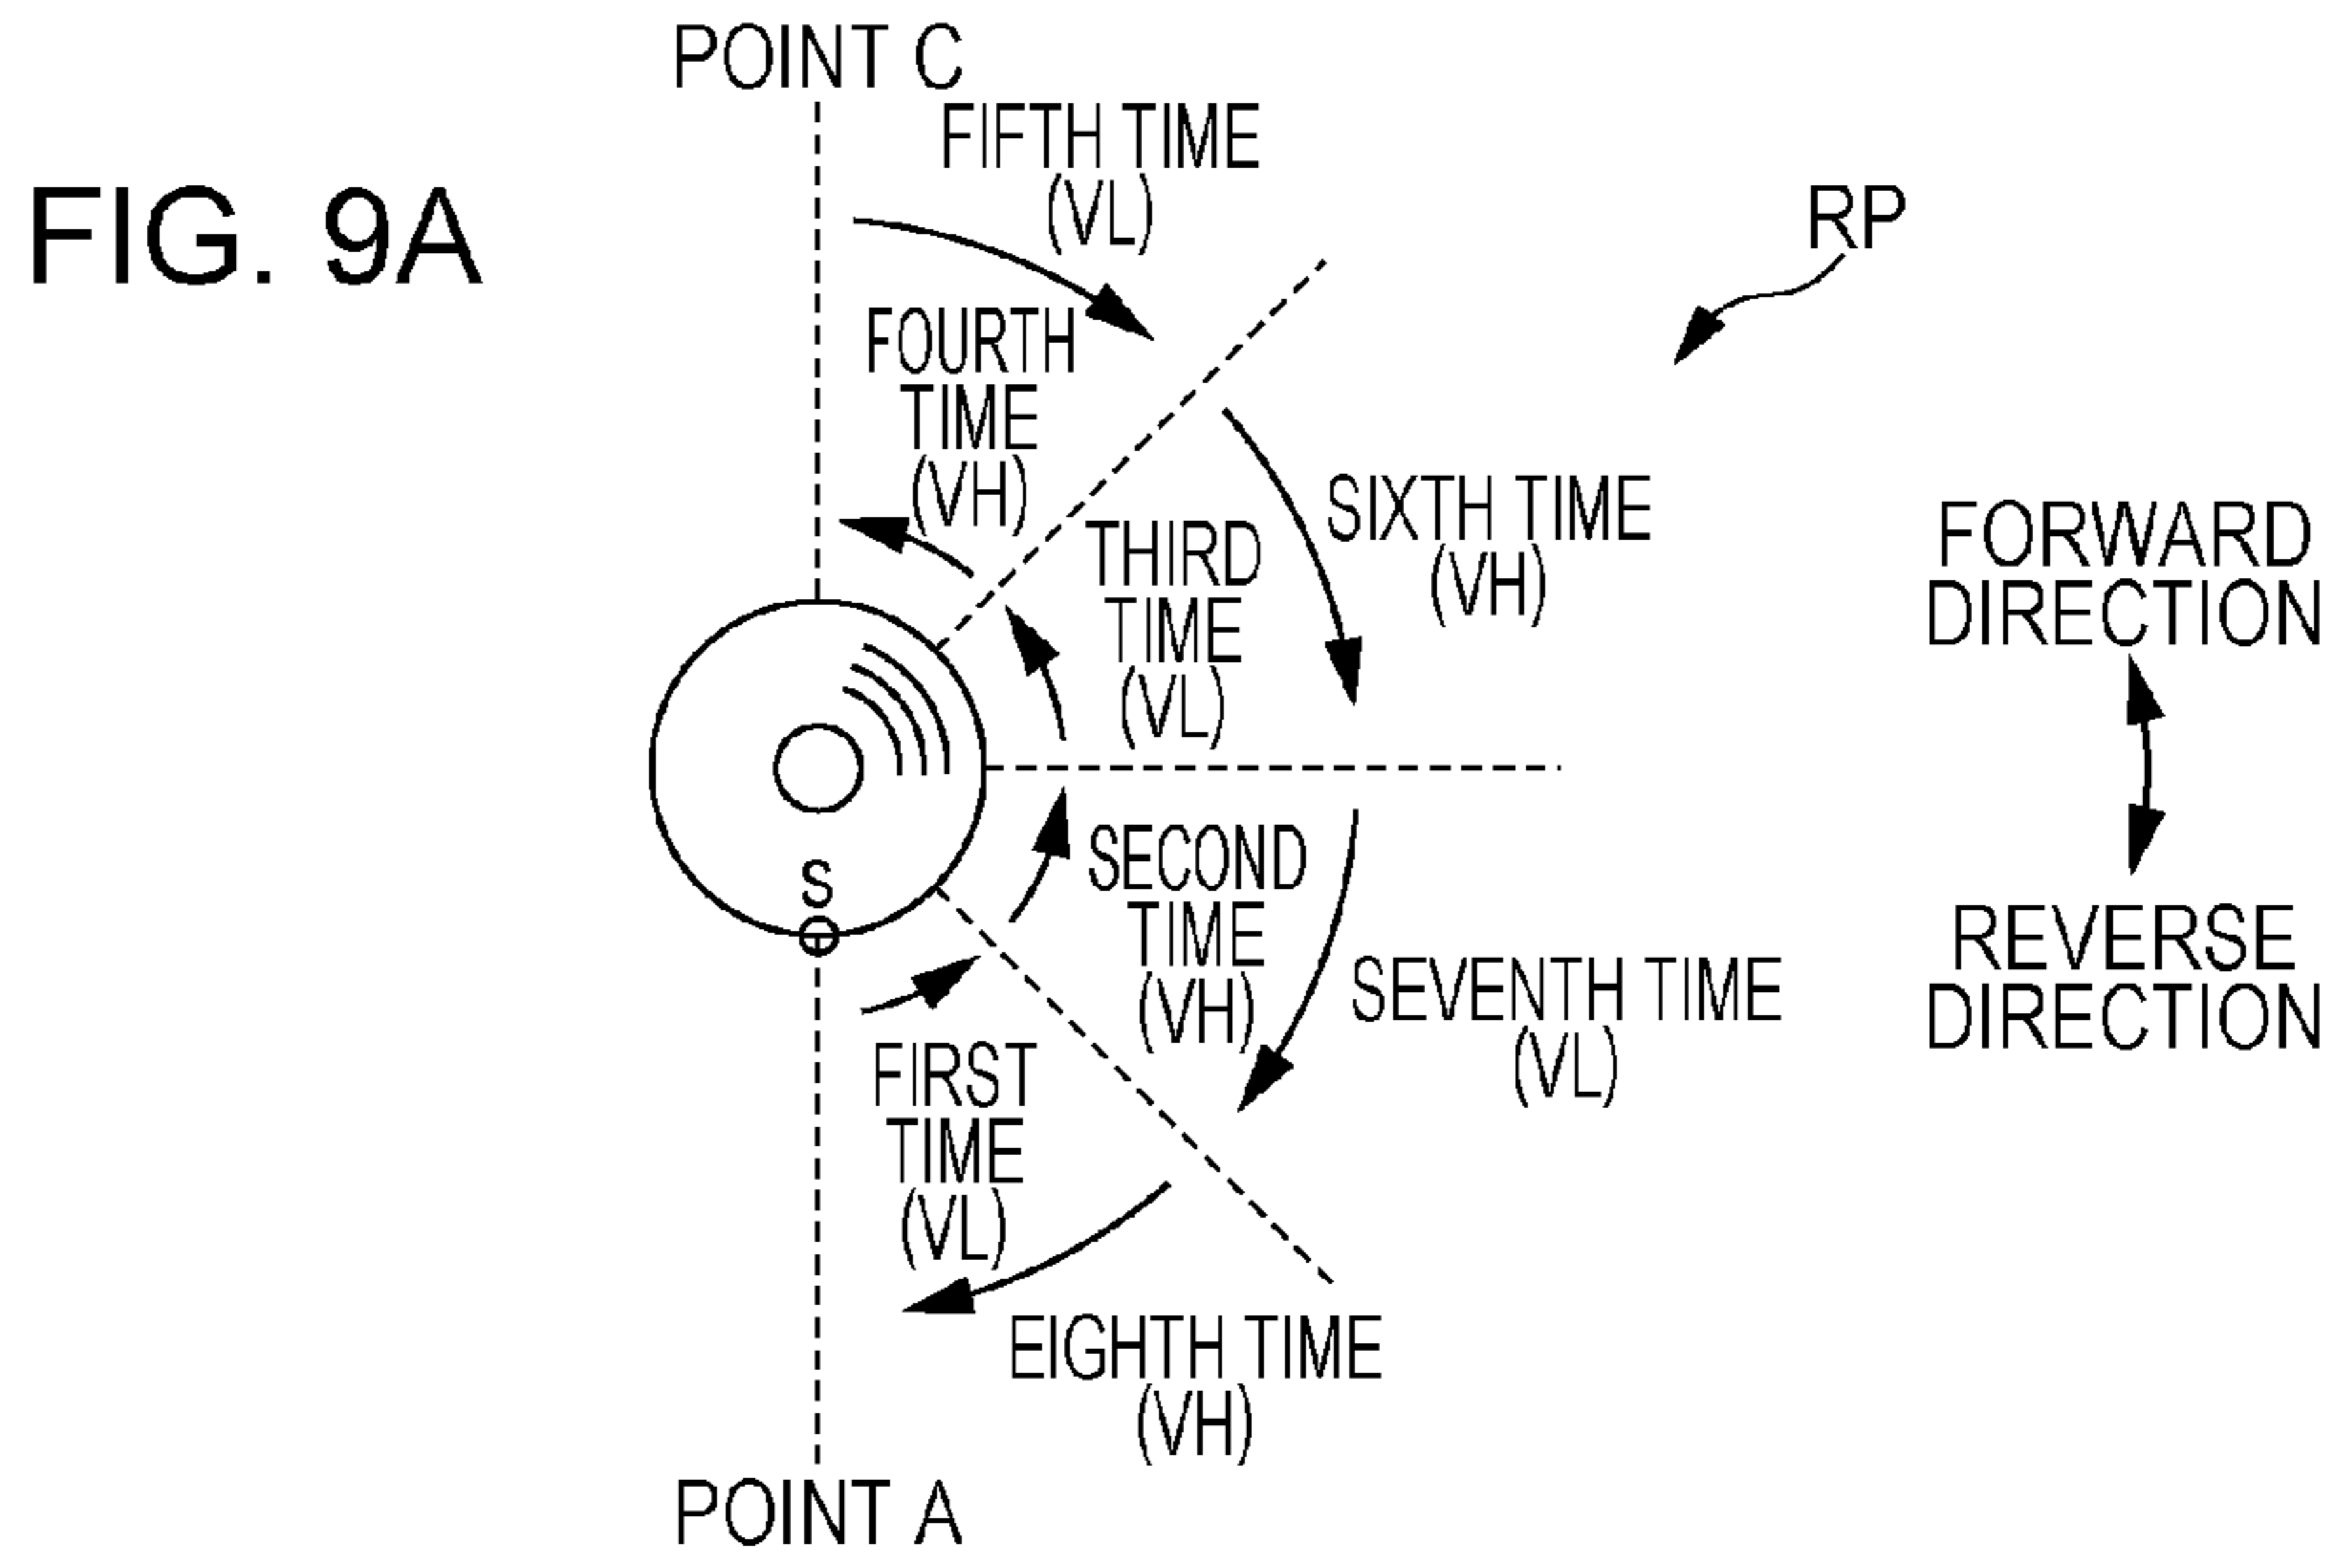 POINT C
FIFTH TIME
(VL)
FIG. 9A
RP
FOURTH
TIME
(VH)
SIXTH TIME
(VH)
THIRD
TIME
(VL)
FORWARD
DIRECTION
SECOND
TIME
(VH)
S
REVERSE
DIRECTION
SEVENTH TIME
(VL)
FIRST
TIME
(VL)
EIGHTH TIME
(VH)
POINT A